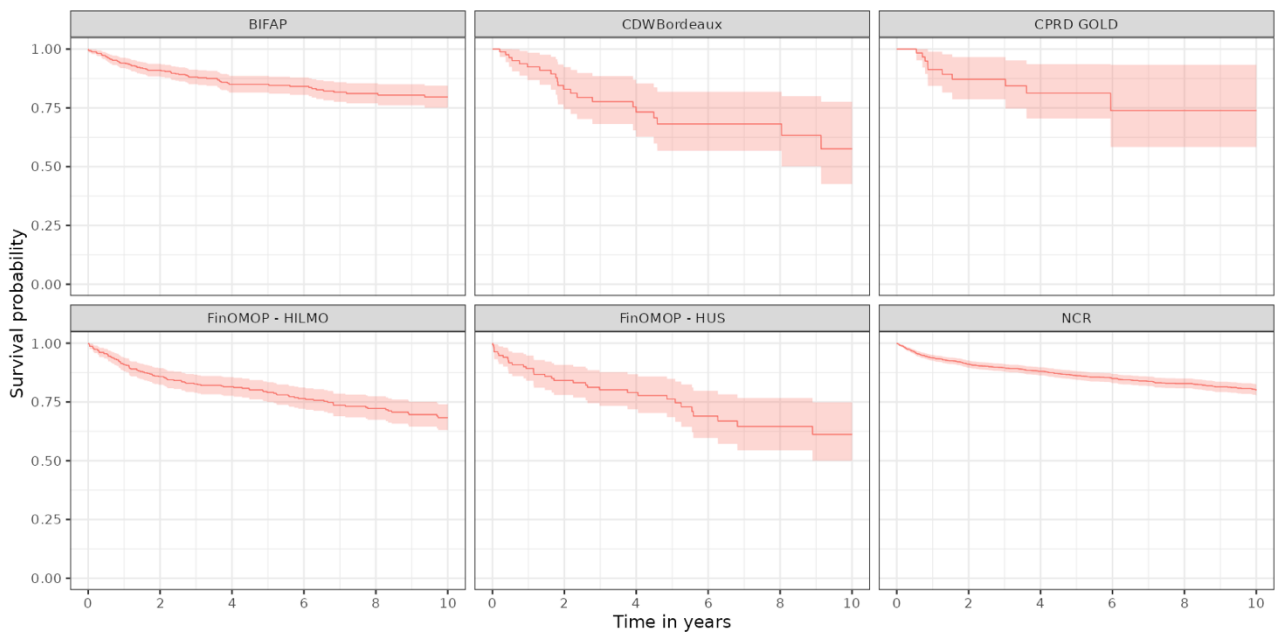 BIFAP
CDWBordeaux
CPRD GOLD
1.00
0.75
0.50
0.25
0.00
FinOMOP - HILMO
FinOMOP - HUS
NCR
1.00
0.75
0.50
0.25
0.00
0 2 4 6 8 10
0 2 4 6 8 10
0 2 4 6 8 10
Survival probability
Time in years